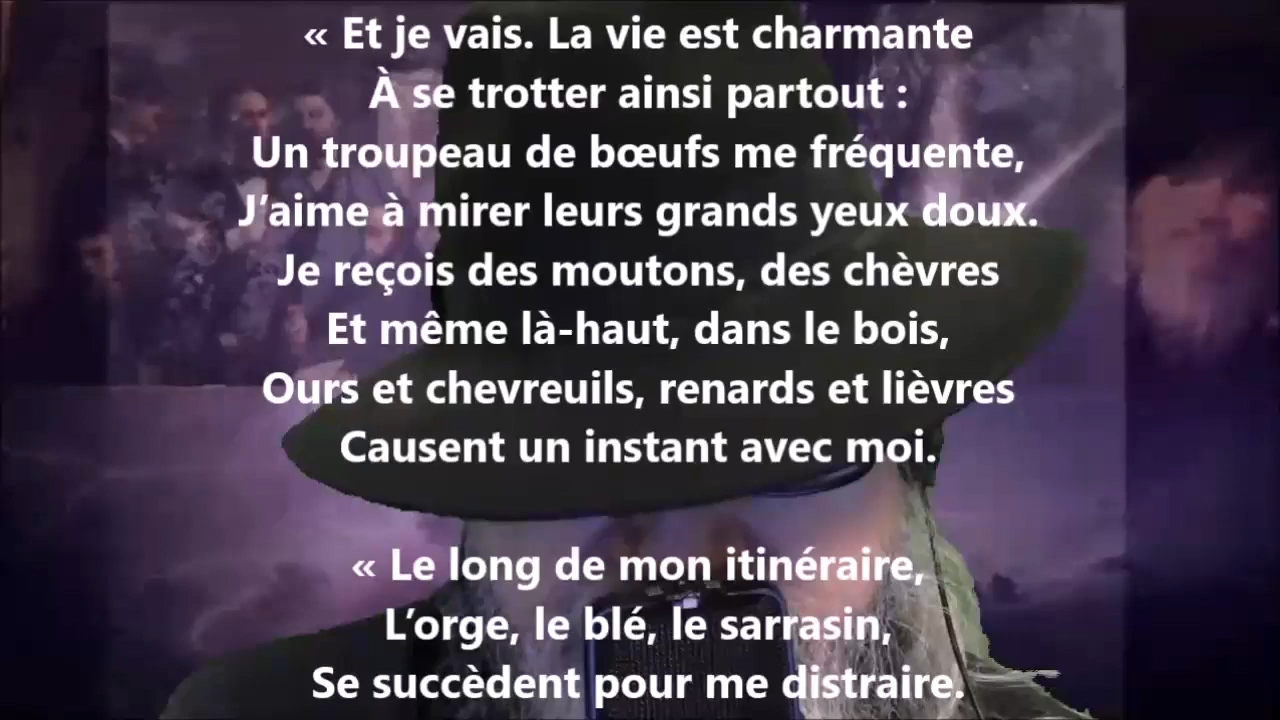 « Et je vais. La vie est charmante
À se trotter ainsi partout :
Un troupeau de bœufs me fréquente,
J’aime à mirer leurs grands yeux doux.
Je reçois des moutons, des chèvres
Et même là-haut, dans le bois,
Ours et chevreuils, renards et lièvres
Causent un instant avec moi.
« Le long de mon itinéraire,
L’orge, le blé, le sarrasin,
Se succèdent pour me distraire.